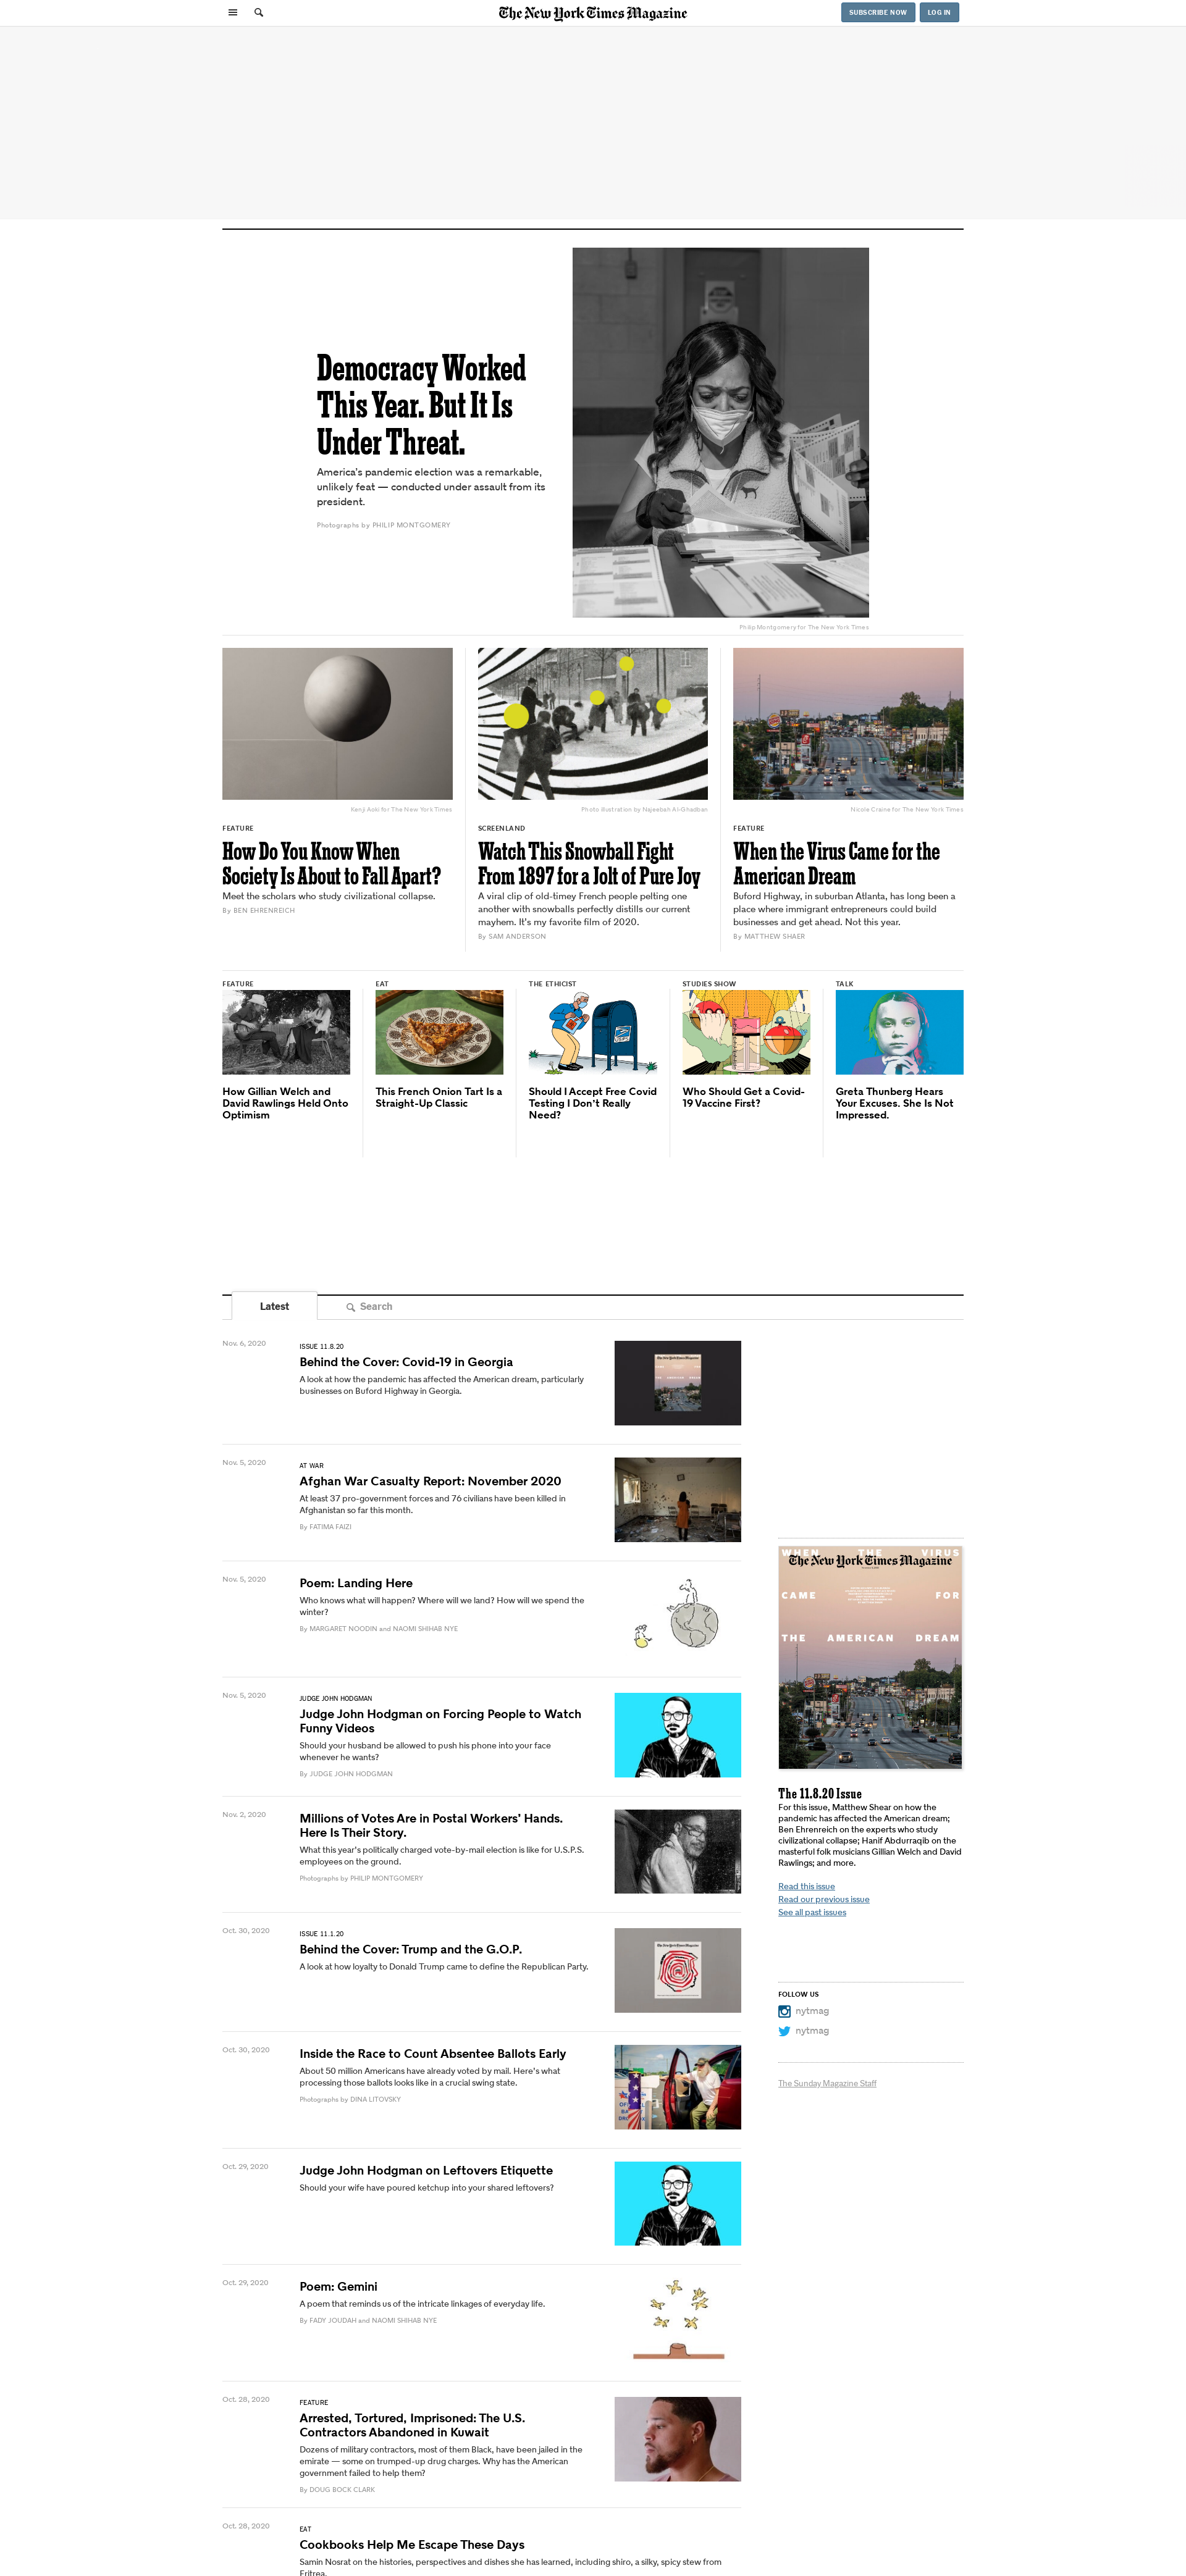 The New York Times Magazine
SUBSCRIBE NOW
LOG IN
Democracy Worked
This Year. But It Is
Under Threat.
America's pandemic election was a remarkable,
unlikely feat — conducted under assault from its
president.
Photographs by PHILIP MONTGOMERY
Philip Montgomery for The New York Times
Kenji Aoki for The New York Times
FEATURE
How Do You Know When
Society Is About to Fall Apart?
Meet the scholars who study civilizational collapse.
By BEN EHRENREICH
Photo illustration by Najeebah Al-Ghadban
SCREENLAND
Watch This Snowball Fight
From 1897 for a Jolt of Pure Joy
A viral clip of old-timey French people pelting one
another with snowballs perfectly distills our current
mayhem. It's my favorite film of 2020.
By SAM ANDERSON
Nicole Craine for The New York Times
FEATURE
When the Virus Came for the
American Dream
Buford Highway, in suburban Atlanta, has long been a
place where immigrant entrepreneurs could build
businesses and get ahead. Not this year.
By MATTHEW SHAER
FEATURE
How Gillian Welch and
David Rawlings Held Onto
Optimism
EAT
This French Onion Tart Is a
Straight-Up Classic
THE ETHICIST
Should I Accept Free Covid
Testing I Don't Really
Need?
STUDIES SHOW
Who Should Get a Covid-
19 Vaccine First?
TALK
Greta Thunberg Hears
Your Excuses. She Is Not
Impressed.
Latest
Search
Nov. 6, 2020
ISSUE 11.8.20
Behind the Cover: Covid-19 in Georgia
A look at how the pandemic has affected the American dream, particularly
businesses on Buford Highway in Georgia.
Nov. 5, 2020
AT WAR
Afghan War Casualty Report: November 2020
At least 37 pro-government forces and 76 civilians have been killed in
Afghanistan so far this month.
By FATIMA FAIZI
Nov. 5, 2020
Poem: Landing Here
Who knows what will happen? Where will we land? How will we spend the
winter?
By MARGARET NOODIN and NAOMI SHIHAB NYE
Nov. 5, 2020
JUDGE JOHN HODGMAN
Judge John Hodgman on Forcing People to Watch
Funny Videos
Should your husband be allowed to push his phone into your face
whenever he wants?
By JUDGE JOHN HODGMAN
Nov. 2, 2020
Millions of Votes Are in Postal Workers' Hands.
Here Is Their Story.
What this year's politically charged vote-by-mail election is like for U.S.P.S.
employees on the ground.
Photographs by PHILIP MONTGOMERY
Oct. 30, 2020
ISSUE 11.1.20
Behind the Cover: Trump and the G.O.P.
A look at how loyalty to Donald Trump came to define the Republican Party.
Oct. 30, 2020
Inside the Race to Count Absentee Ballots Early
About 50 million Americans have already voted by mail. Here's what
processing those ballots looks like in a crucial swing state.
Photographs by DINA LITOVSKY
Oct. 29, 2020
Judge John Hodgman on Leftovers Etiquette
Should your wife have poured ketchup into your shared leftovers?
Oct. 29, 2020
Poem: Gemini
A poem that reminds us of the intricate linkages of everyday life.
By FADY JOUDAH and NAOMI SHIHAB NYE
Oct. 28, 2020
FEATURE
Arrested, Tortured, Imprisoned: The U.S.
Contractors Abandoned in Kuwait
Dozens of military contractors, most of them Black, have been jailed in the
emirate — some on trumped-up drug charges. Why has the American
government failed to help them?
By DOUG BOCK CLARK
Oct. 28, 2020
EAT
Cookbooks Help Me Escape These Days
Samin Nosrat on the histories, perspectives and dishes she has learned, including shiro, a silky, spicy stew from
Eritrea.
WHEN THE VIRUS
The New York Times Magazine
CAME FOR
THE AMERICAN DREAM
The 11.8.20 Issue
For this issue, Matthew Shear on how the
pandemic has affected the American dream;
Ben Ehrenreich on the experts who study
civilizational collapse; Hanif Abdurraqib on the
masterful folk musicians Gillian Welch and David
Rawlings; and more.
Read this issue
Read our previous issue
See all past issues
FOLLOW US
nytmag
nytmag
The Sunday Magazine Staff